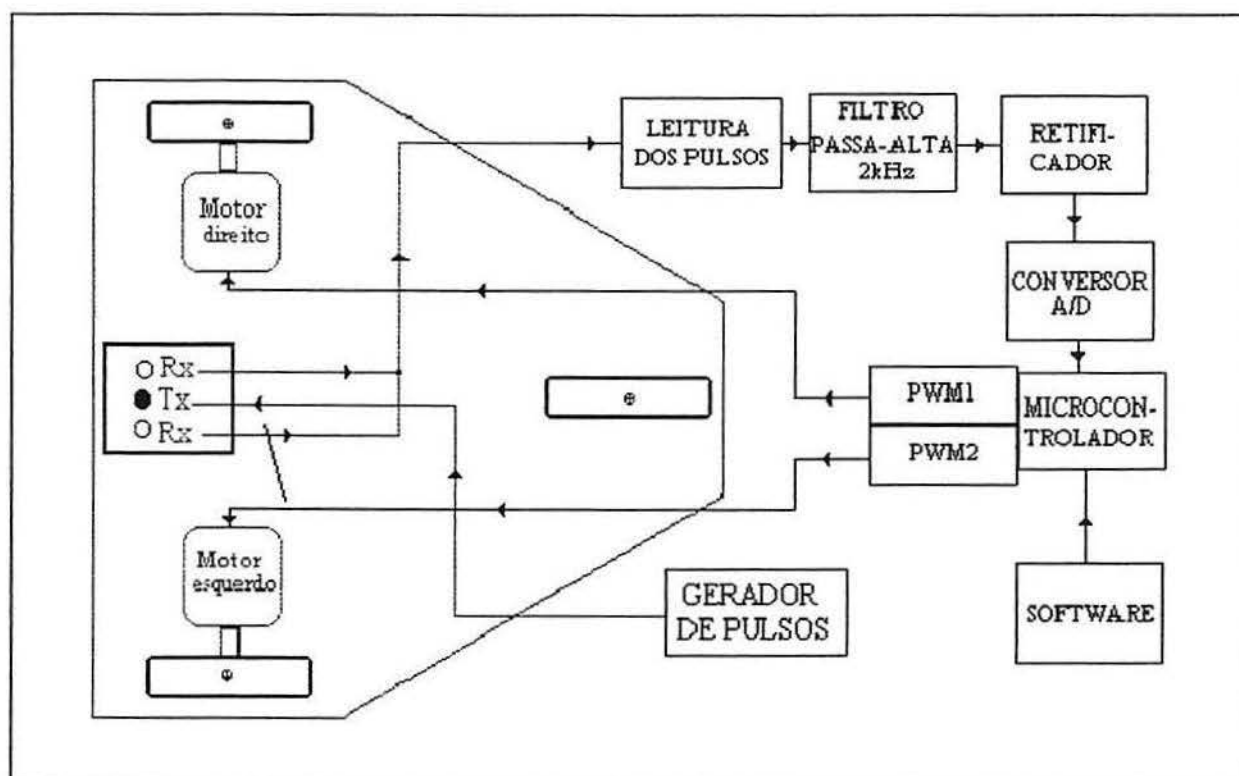 Motor
direito
Rx
Tx
Rx
Motor
esquerdo
LEITURA
DOS PULSOS
FILTRO
PASSA-ALTA
2kHz
RETIFI-
CADOR
CONVERSOR
A/D
PWM1
PWM2
MICROCON-
TROLADOR
GERADOR
DE PULSOS
SOFTWARE